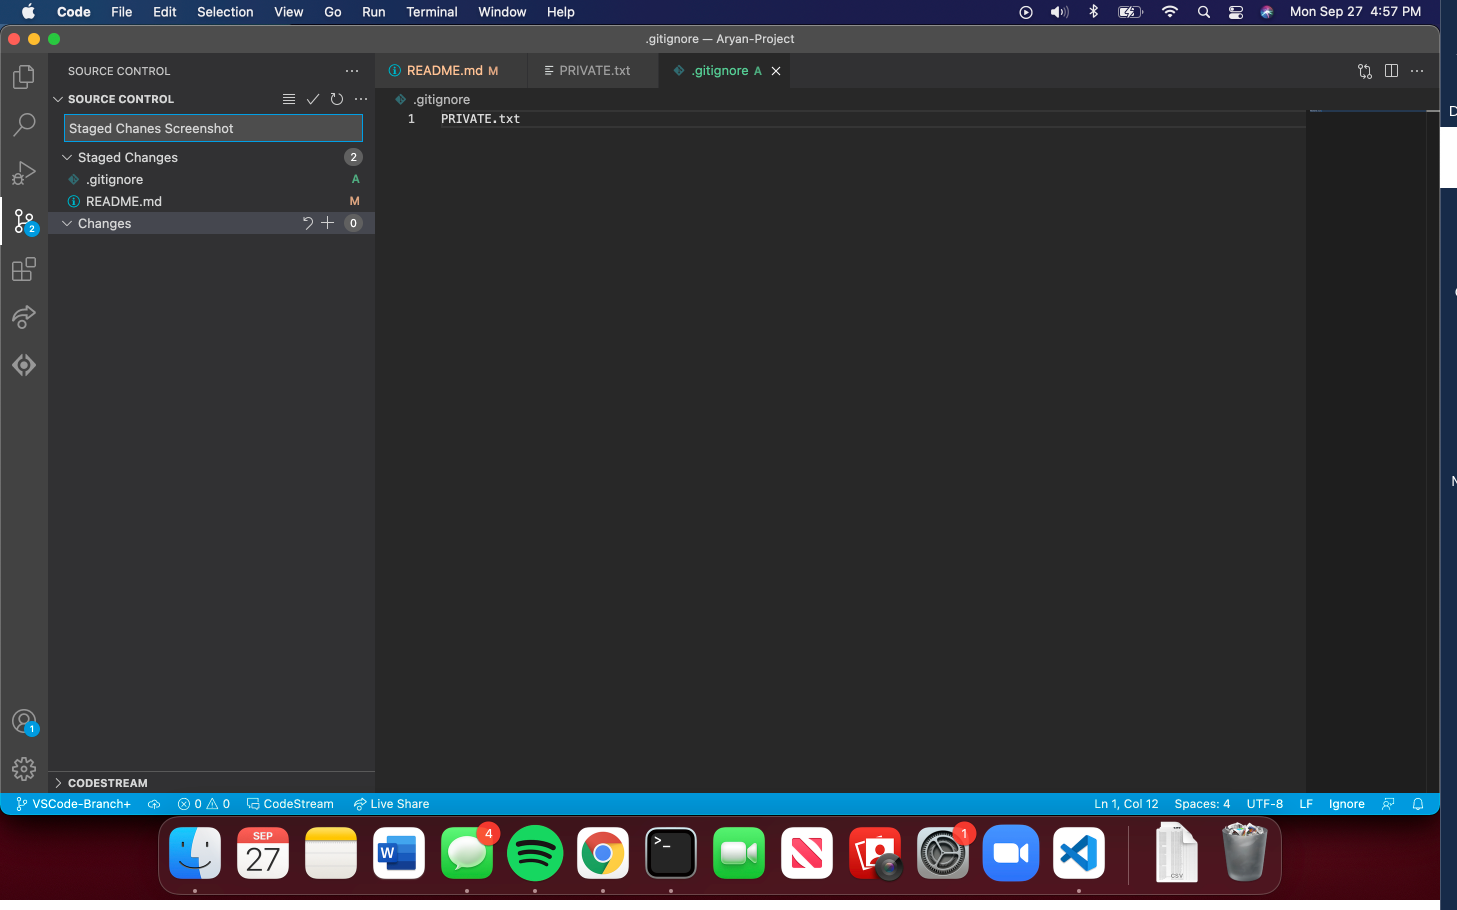 Code File Edit Selection View Go Run Terminal Window Help Mon Sep 27 4:57 PM
.gitignore — Aryan-Project
SOURCE CONTROL
README.md M PRIVATE.txt .gitignore A
SOURCE CONTROL
.gitignore
Staged Chanes Screenshot
1 PRIVATE.txt
Staged Changes 2
.gitignore A
README.md M
Changes 0
2
1
CODESTREAM
VSCode-Branch+ 0 0 CodeStream Live Share Ln 1, Col 12 Spaces: 4 UTF-8 LF Ignore
SEP
27
W
4
>_
1
CSV
D
N